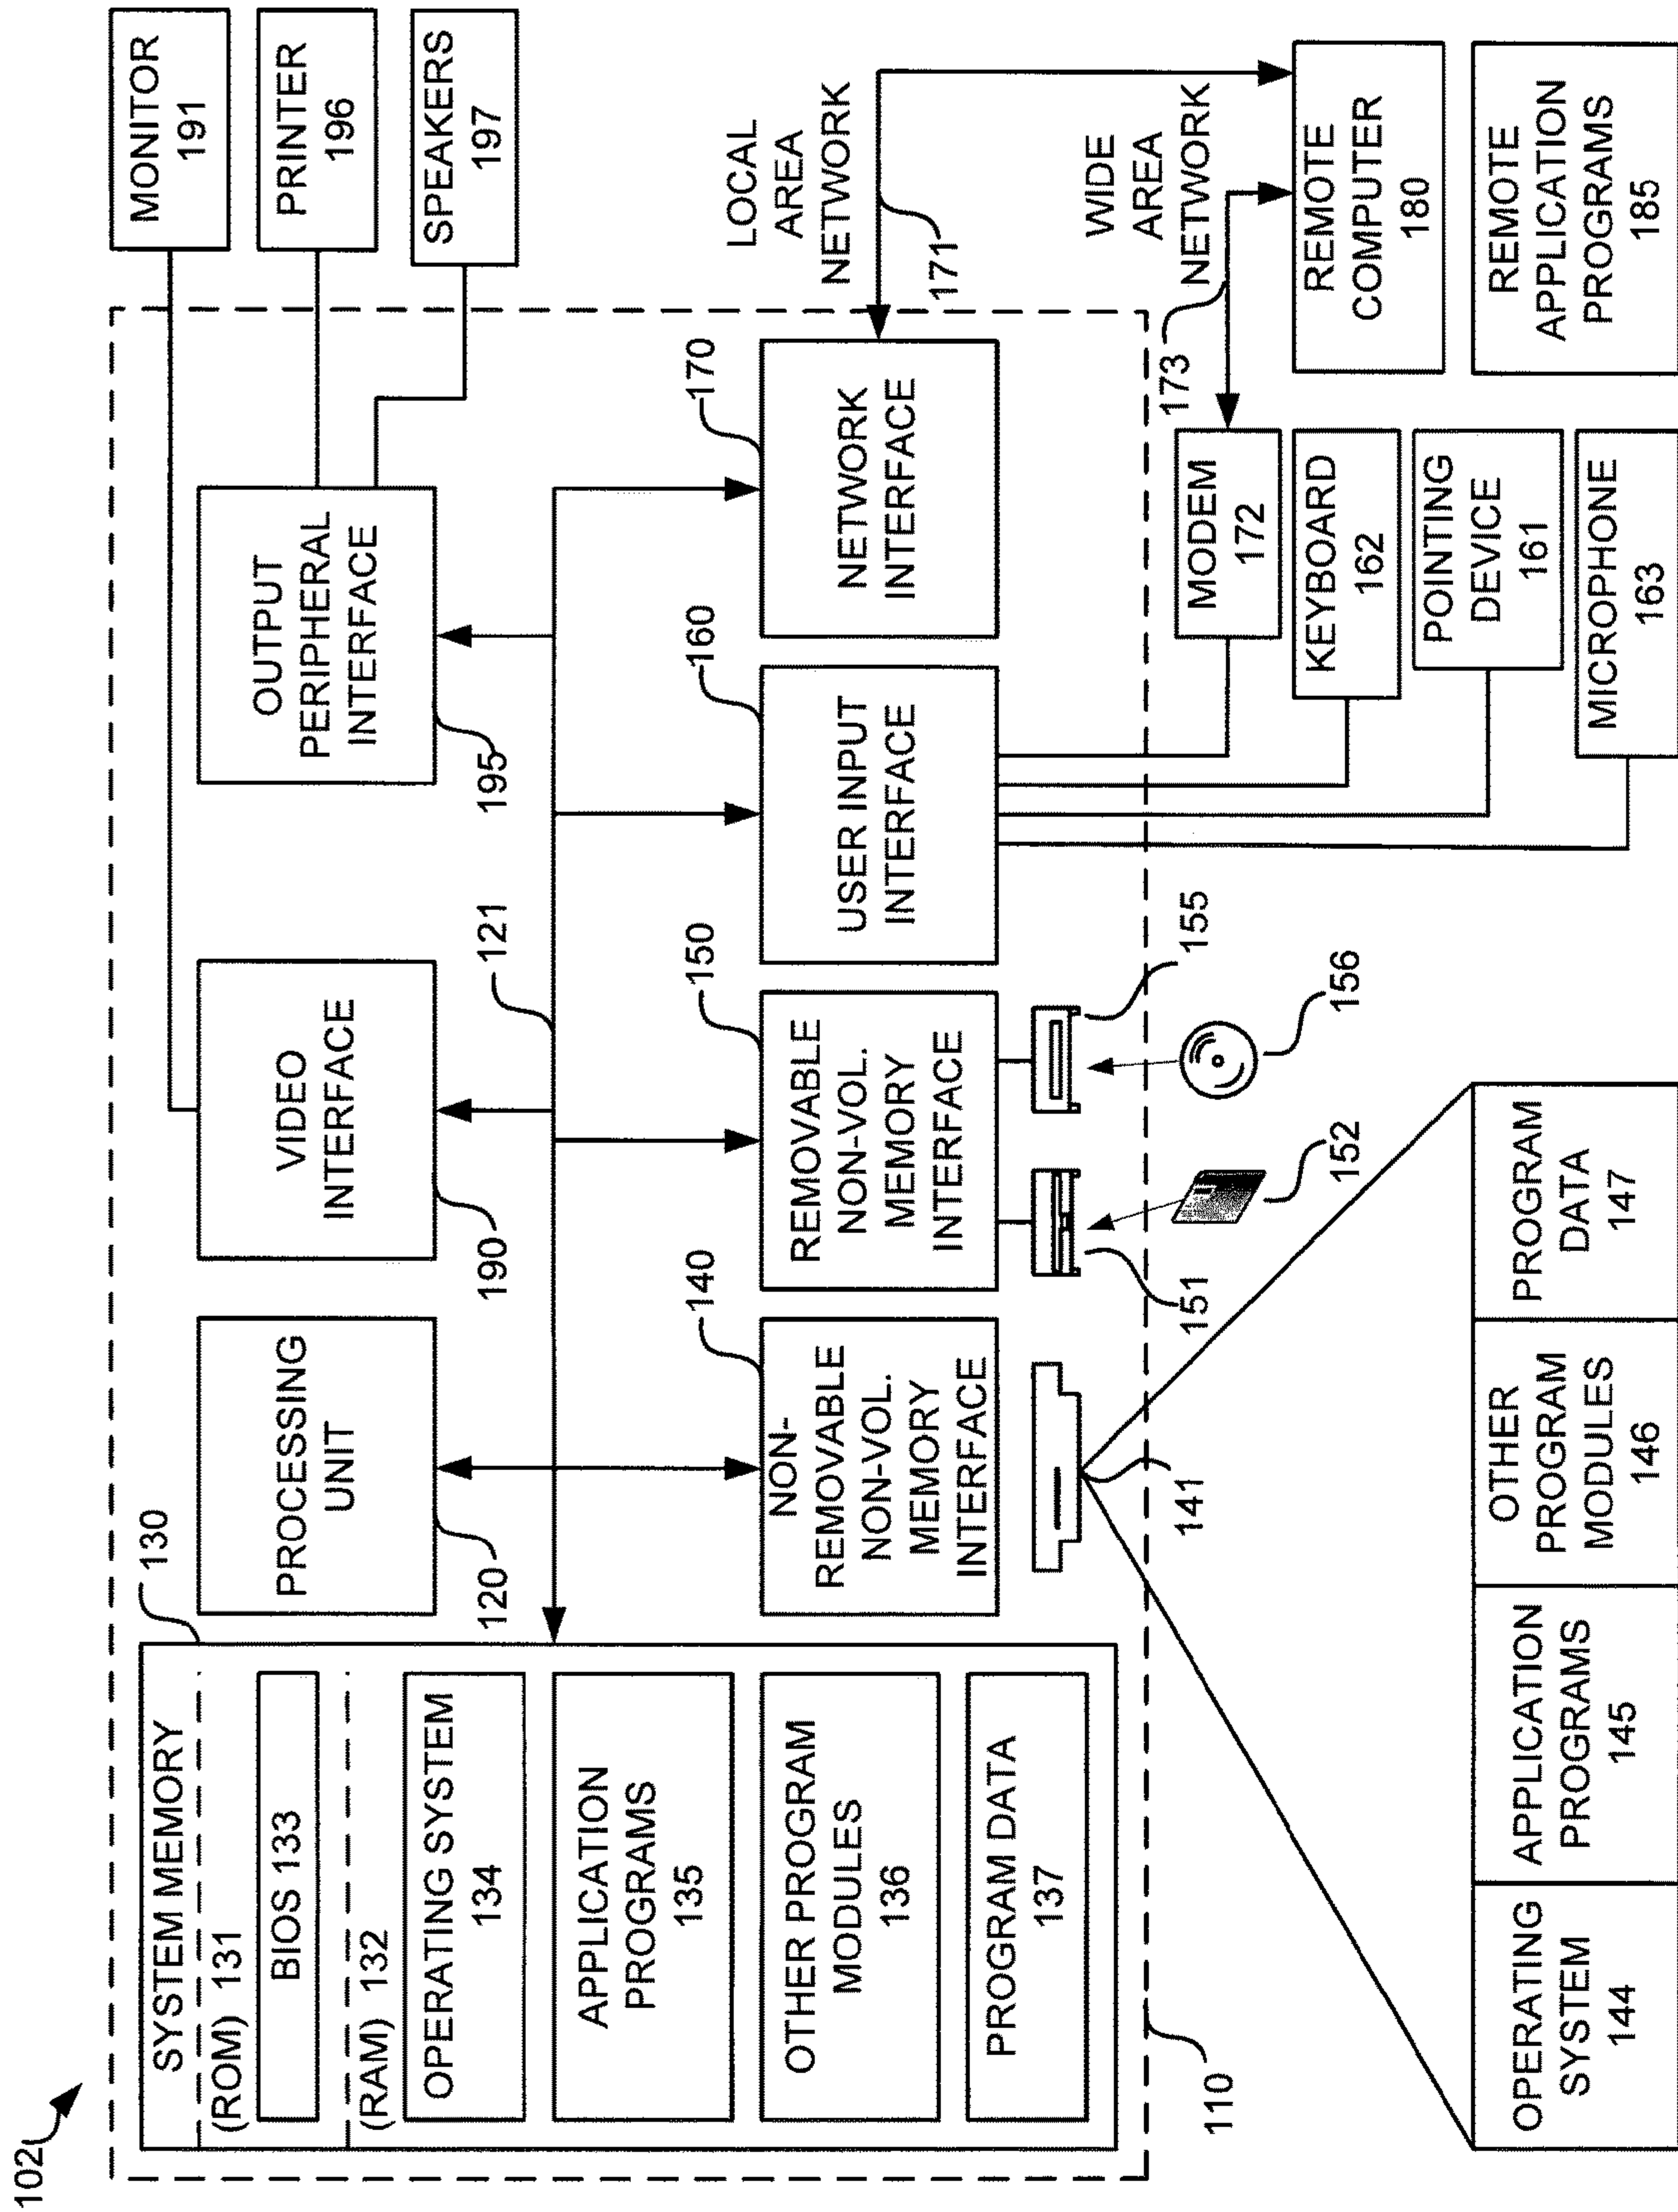 102
SYSTEM MEMORY
130
(ROM) 131
BIOS 133
(RAM) 132
OPERATING SYSTEM
134
APPLICATION
PROGRAMS
135
OTHER PROGRAM
MODULES
136
PROGRAM DATA
137
110
PROCESSING
UNIT
120
VIDEO
INTERFACE
190
121
OUTPUT
PERIPHERAL
INTERFACE
195
MONITOR
191
PRINTER
196
SPEAKERS
197
140
NON-
REMOVABLE
NON-VOL.
MEMORY
INTERFACE
150
REMOVABLE
NON-VOL.
MEMORY
INTERFACE
160
USER INPUT
INTERFACE
170
NETWORK
INTERFACE
LOCAL
AREA
NETWORK
171
141
151
152
155
156
WIDE
AREA
NETWORK
173
MODEM
172
KEYBOARD
162
POINTING
DEVICE
161
MICROPHONE
163
REMOTE
COMPUTER
180
REMOTE
APPLICATION
PROGRAMS
185
OPERATING
SYSTEM
144
APPLICATION
PROGRAMS
145
OTHER
PROGRAM
MODULES
146
PROGRAM
DATA
147